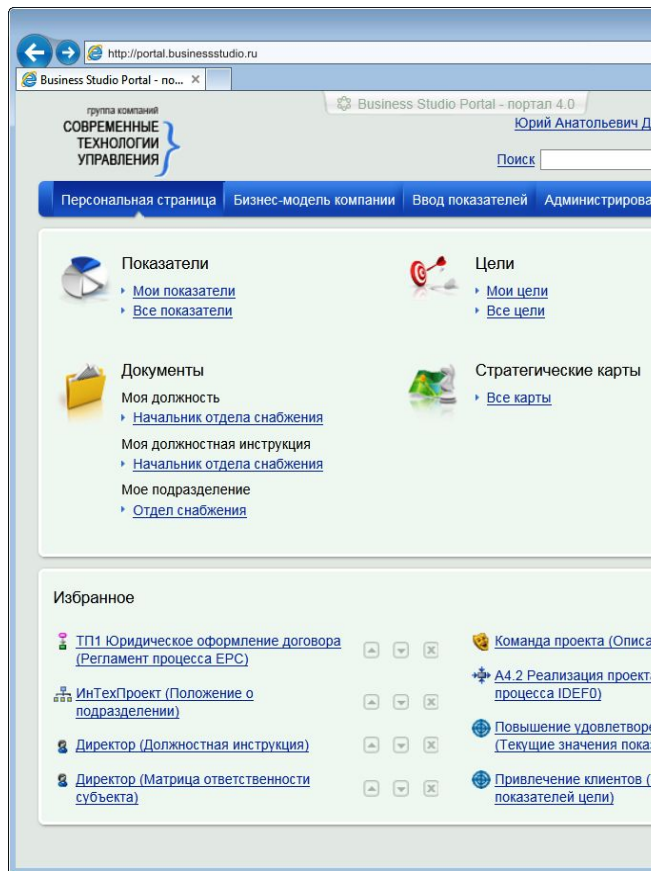 http://portal.businessstudio.ru
Business Studio Portal - по...
группа компаний
СОВРЕМЕННЫЕ
ТЕХНОЛОГИИ
УПРАВЛЕНИЯ
Business Studio Portal - портал 4.0
Юрий Анатольевич Д
Поиск
Персональная страница Бизнес-модель компании Ввод показателей Администрирова
Показатели
Мои показатели
Все показатели
Цели
Мои цели
Все цели
Документы
Моя должность
Начальник отдела снабжения
Моя должностная инструкция
Начальник отдела снабжения
Мое подразделение
Отдел снабжения
Стратегические карты
Все карты
Избранное
ТП1 Юридическое оформление договора
(Регламент процесса EPC)
ИнТехПроект (Положение о
подразделении)
Директор (Должностная инструкция)
Директор (Матрица ответственности
субъекта)
Команда проекта (Описа
А4.2 Реализация проекта
процесса IDEF0)
Повышение удовлетворе
(Текущие значения пока
Привлечение клиентов (
показателей цели)